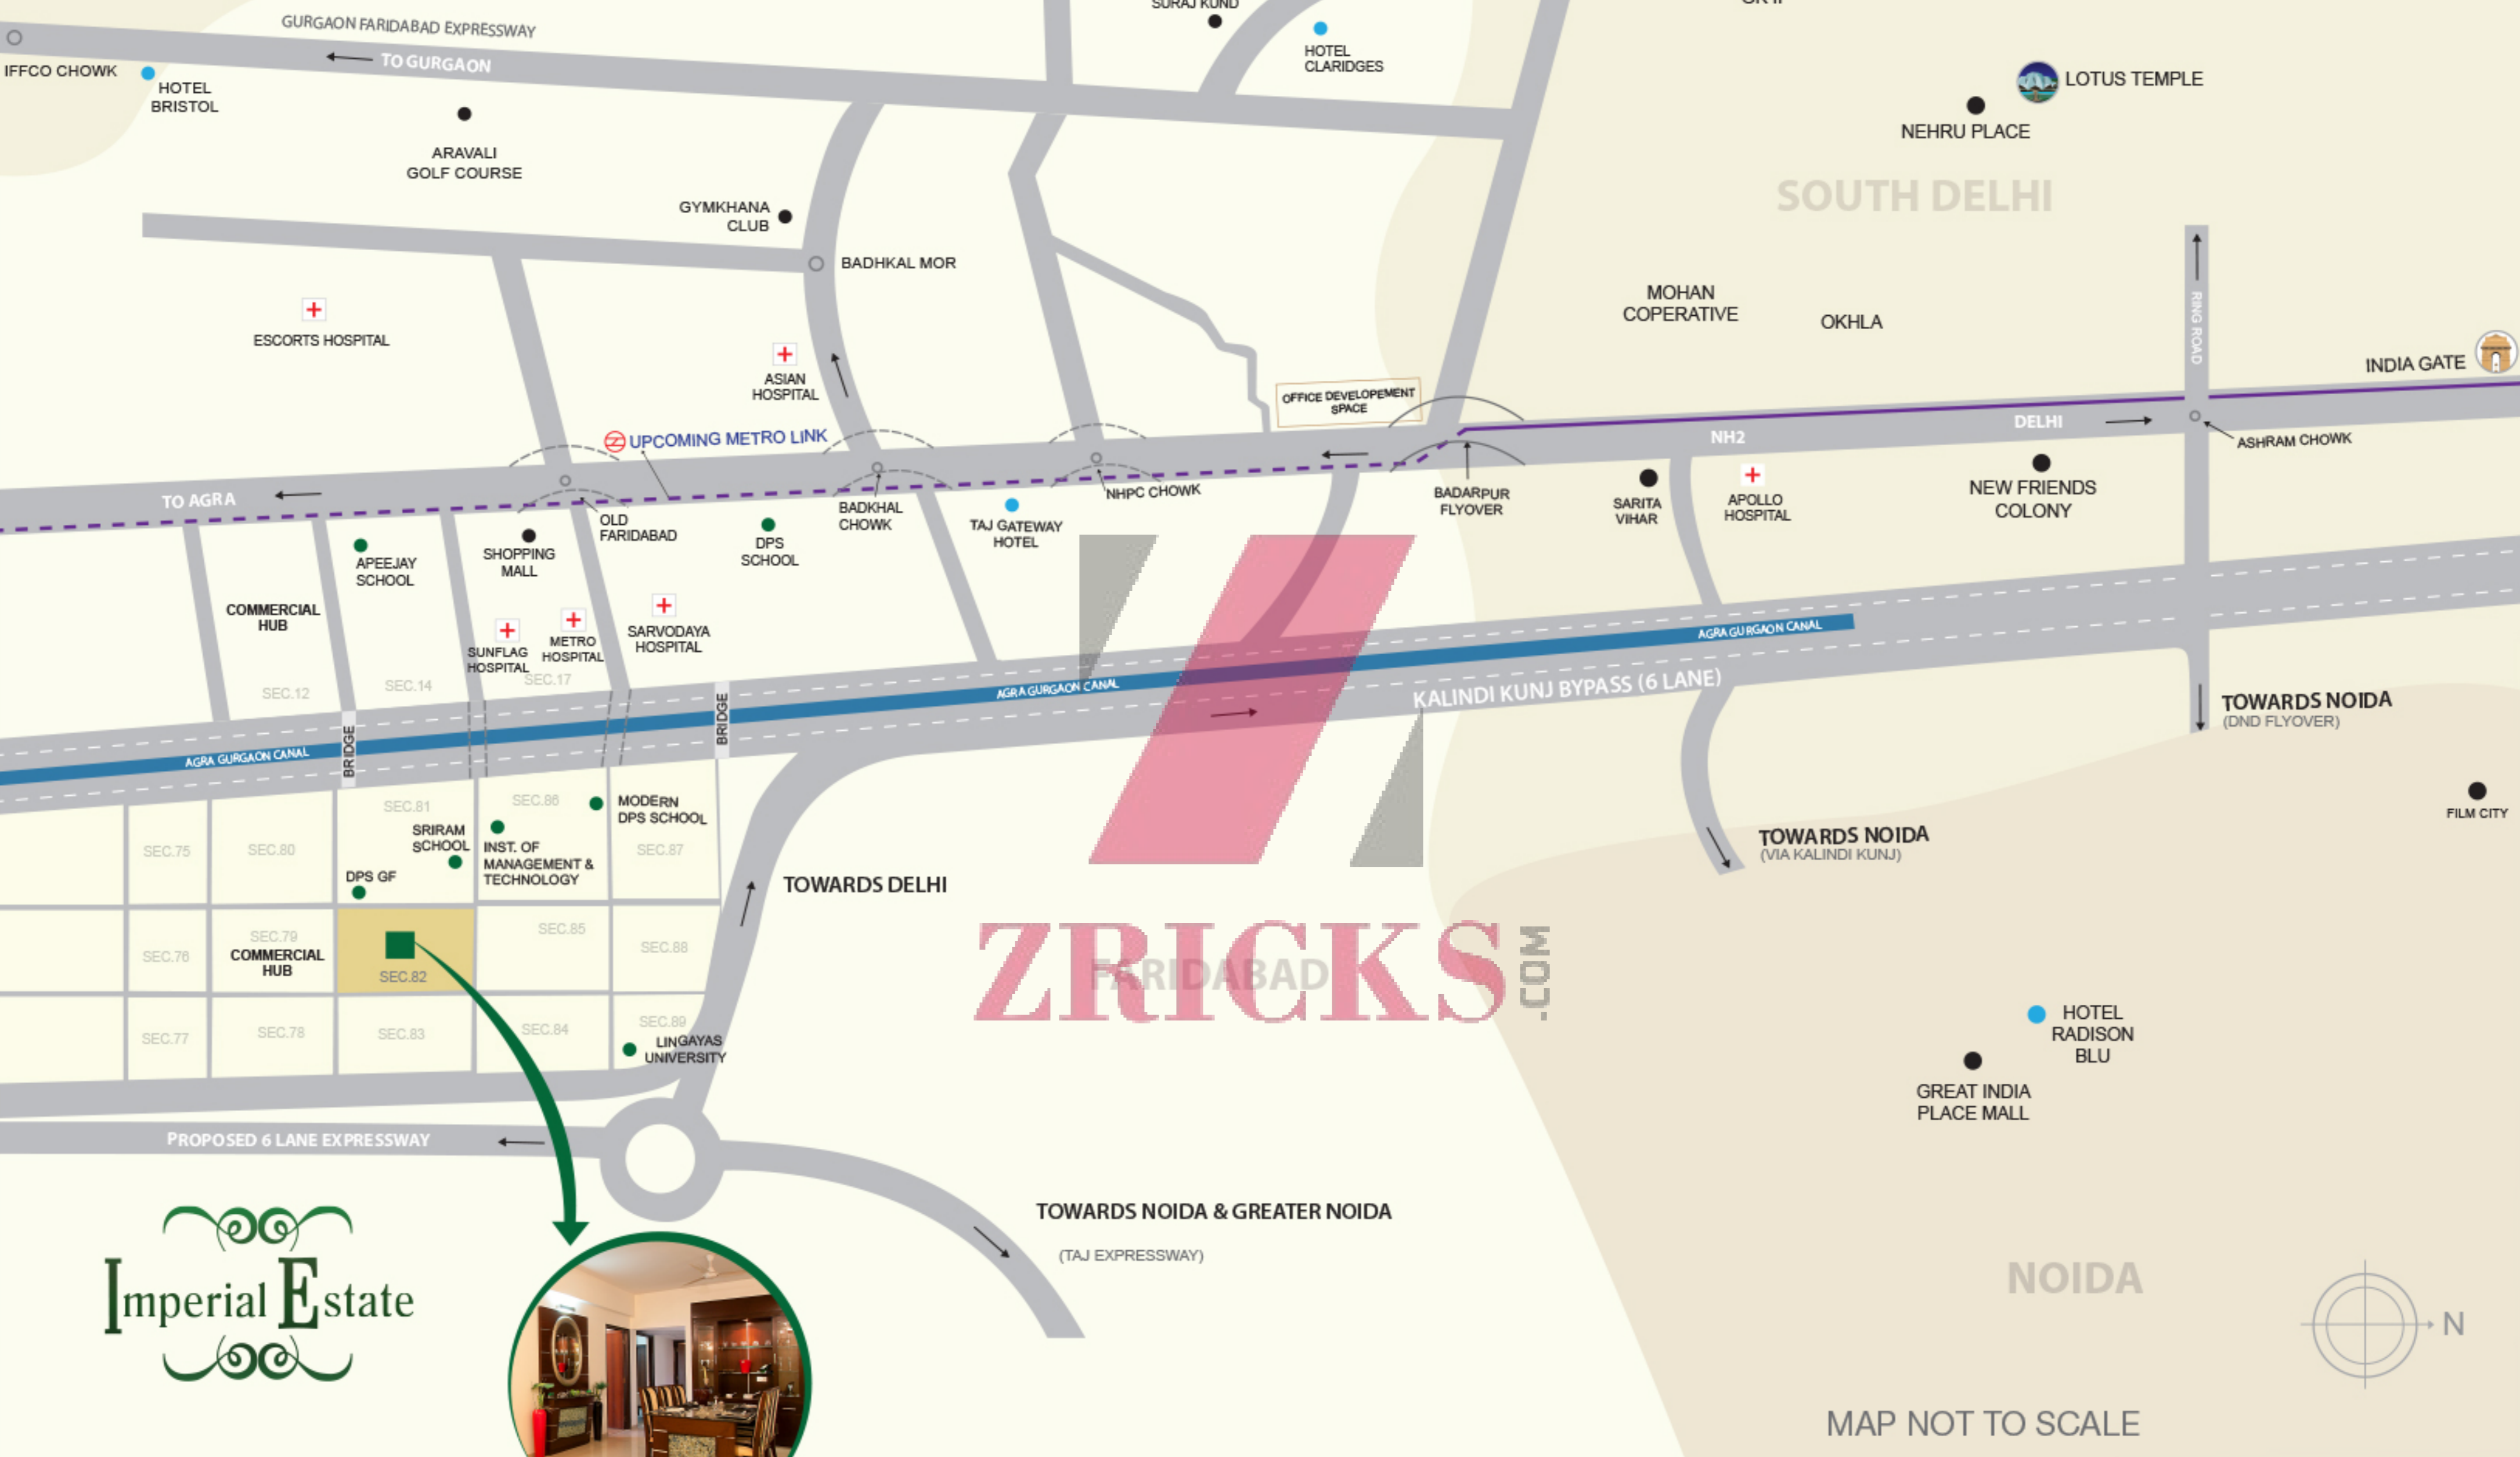 GURGAON FARIDABAD EXPRESSWAY
SURAJ KUND
IFFCO CHOWK
TO GURGAON
HOTEL
CLARIDGES
HOTEL
BRISTOL
LOTUS TEMPLE
NEHRU PLACE
ARAVALI
GOLF COURSE
SOUTH DELHI
GYMKHANA
CLUB
BADHKAL MOR
MOHAN
COPERATIVE
OKHLA
RING ROAD
ESCORTS HOSPITAL
INDIA GATE
ASIAN
HOSPITAL
OFFICE DEVELOPEMENT
SPACE
UPCOMING METRO LINK
NH2
DELHI
ASHRAM CHOWK
TO AGRA
NHPC CHOWK
BADARPUR
FLYOVER
SARITA
VIHAR
APOLLO
HOSPITAL
NEW FRIENDS
COLONY
OLD
FARIDABAD
BADKHAL
CHOWK
TAJ GATEWAY
HOTEL
DPS
SCHOOL
SHOPPING
MALL
APEEJAY
SCHOOL
COMMERCIAL
HUB
SUNFLAG
HOSPITAL
METRO
HOSPITAL
SARVODAYA
HOSPITAL
SEC.12
SEC.14
SEC.17
AGRA GURGAON CANAL
AGRA GURGAON CANAL
AGRA GURGAON CANAL
KALINDI KUNJ BYPASS (6 LANE)
BRIDGE
BRIDGE
TOWARDS NOIDA
(DND FLYOVER)
FILM CITY
TOWARDS NOIDA
(VIA KALINDI KUNJ)
SEC.81
SEC.86
MODERN
DPS SCHOOL
SRIRAM
SCHOOL
INST. OF
MANAGEMENT &
TECHNOLOGY
SEC.75
SEC.80
SEC.87
DPS GF
TOWARDS DELHI
SEC.76
SEC.79
COMMERCIAL
HUB
SEC.82
SEC.85
SEC.88
FARIDABAD
ZRICKS
.COM
SEC.77
SEC.78
SEC.83
SEC.84
SEC.89
LINGAYAS
UNIVERSITY
HOTEL
RADISON
BLU
GREAT INDIA
PLACE MALL
PROPOSED 6 LANE EXPRESSWAY
TOWARDS NOIDA & GREATER NOIDA
(TAJ EXPRESSWAY)
Imperial Estate
NOIDA
N
MAP NOT TO SCALE